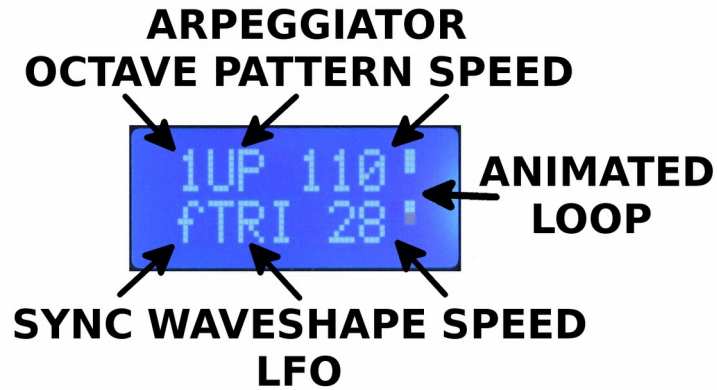 ARPEGGIATOR
OCTAVE PATTERN SPEED
1UP 110
ANIMATED
fTRI 28
LOOP
SYNC WAVESHAPE SPEED
LFO